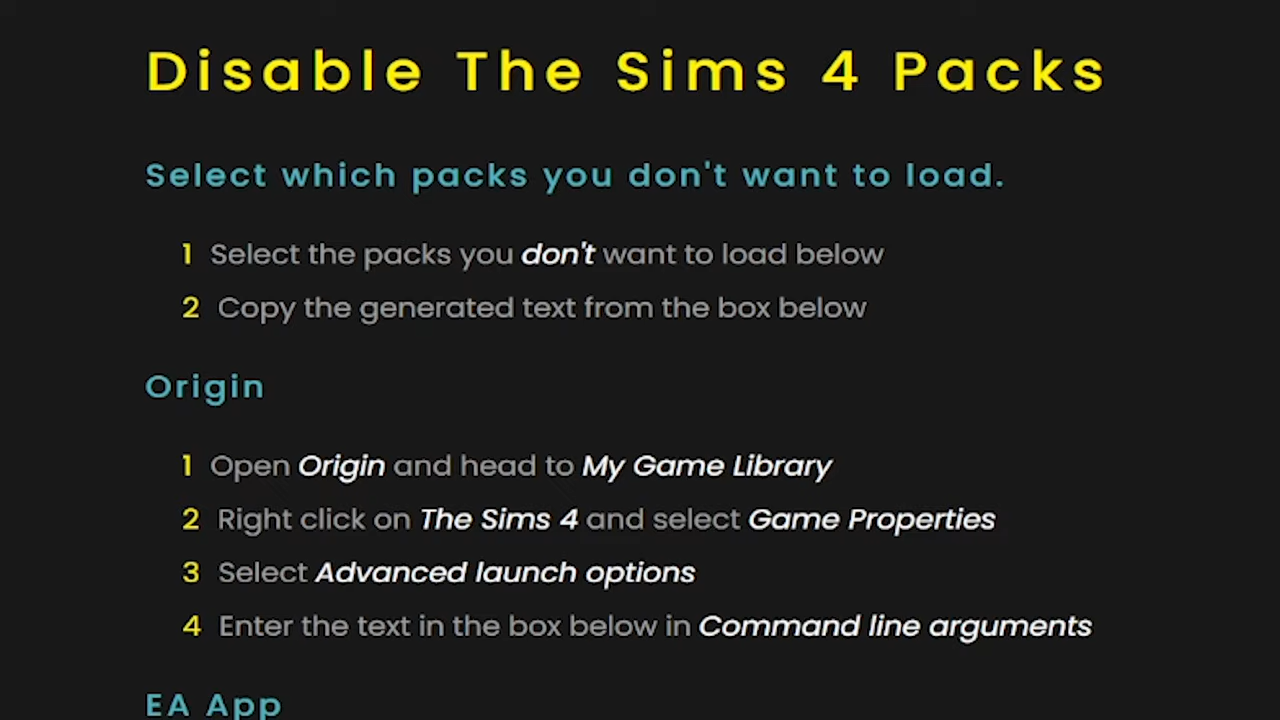 Disable The Sims 4 Packs
Select which packs you don't want to load.
1 Select the packs you don't want to load below
2 Copy the generated text from the box below
Origin
1 Open Origin and head to My Game Library
2 Right click on The Sims 4 and select Game Properties
3 Select Advanced launch options
4 Enter the text in the box below in Command line arguments
EA App